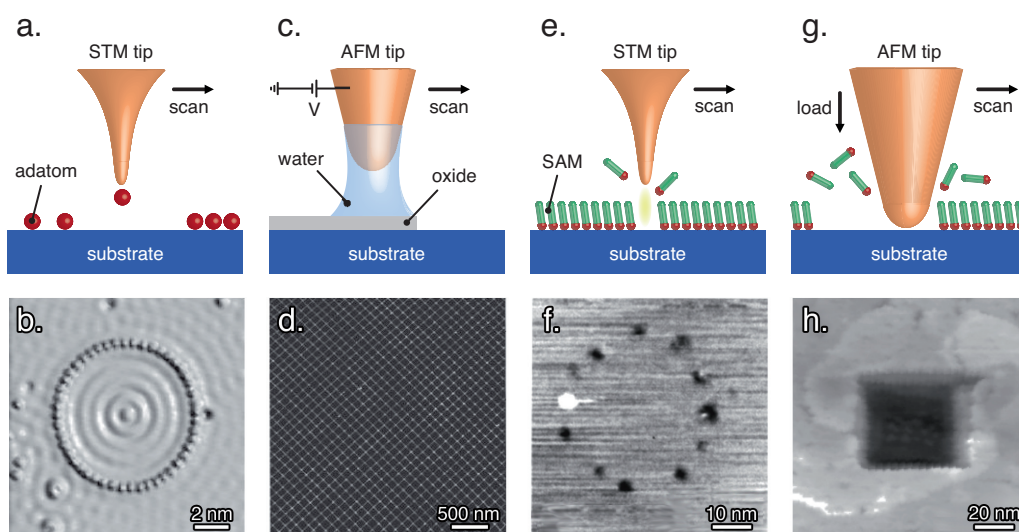 a.
STM tip
scan
adatom
substrate
c.
AFM tip
V
scan
water
oxide
substrate
e.
STM tip
scan
SAM
substrate
g.
AFM tip
load
scan
substrate
b.
2 nm
d.
500 nm
f.
10 nm
h.
20 nm